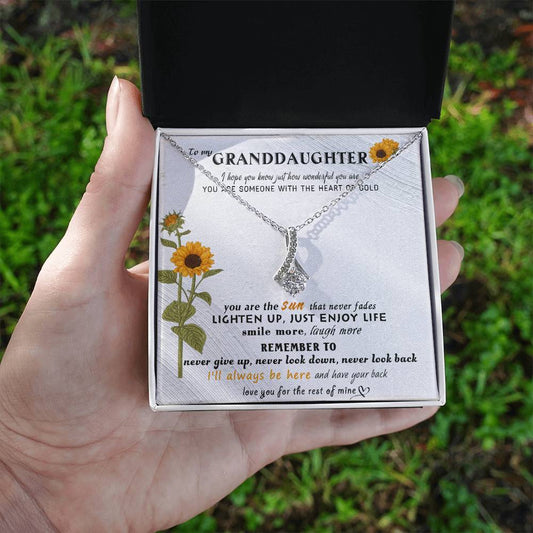 To my
GRANDDAUGHTER
I hope you know just how wonderful you are
YOU ARE SOMEONE WITH THE HEART OF GOLD
you are the Sun that never fades
LIGHTEN UP, JUST ENJOY LIFE
smile more, laugh more
REMEMBER TO
never give up, never look down, never look back
I'll always be here and have your back
love you for the rest of mine